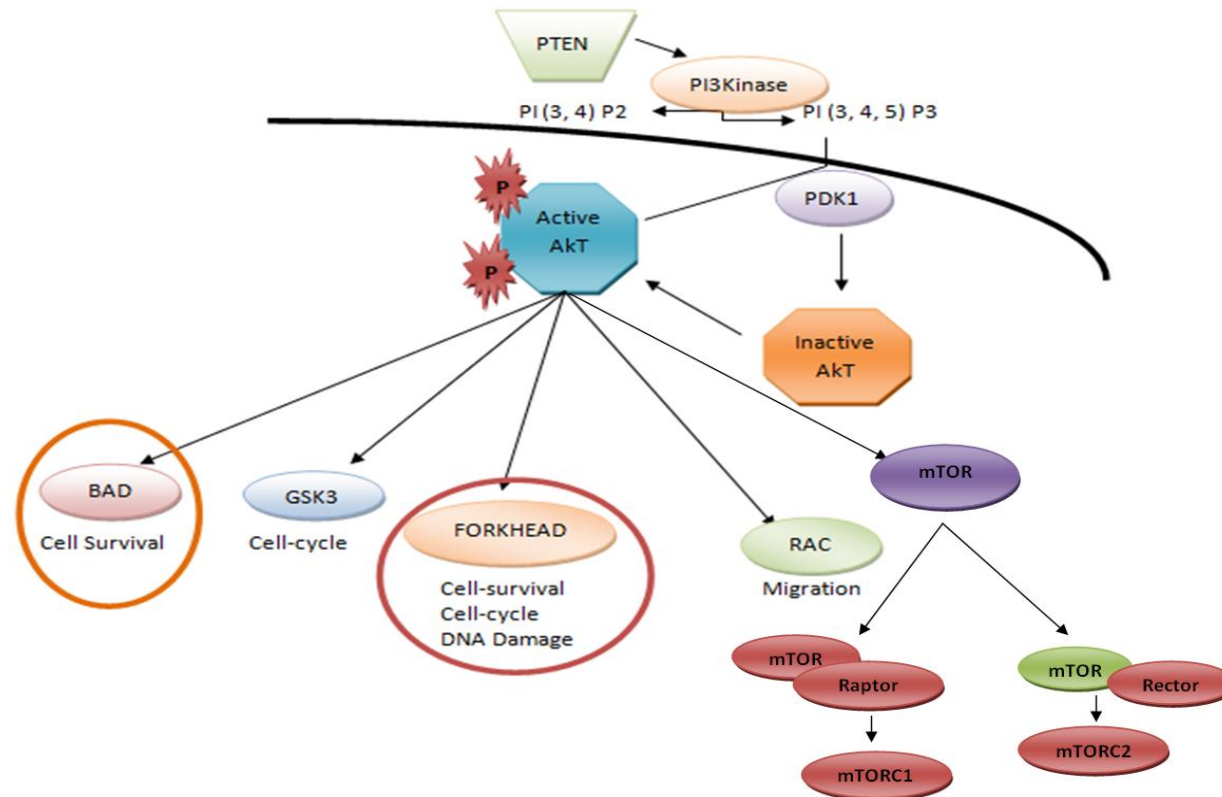 PTEN
PI3Kinase
PI (3, 4) P2
PI (3, 4, 5) P3
P
Active
AkT
PDK1
P
Inactive
AkT
BAD
Cell Survival
GSK3
Cell-cycle
FORKHEAD
Cell-survival
Cell-cycle
DNA Damage
RAC
Migration
mTOR
mTOR
Raptor
mTORC1
mTOR
Rector
mTORC2